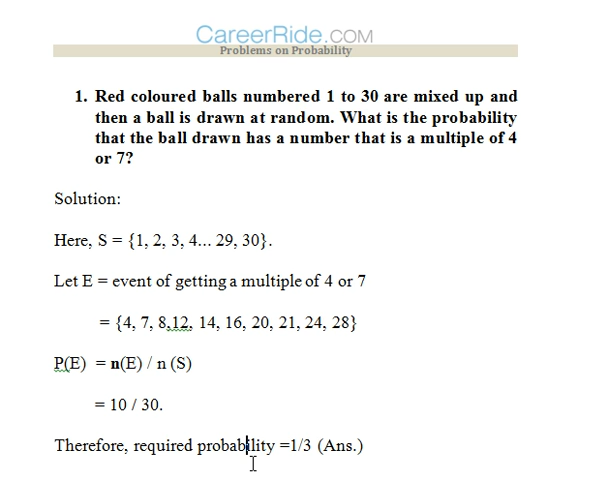 CareerRide.COM
Problems on Probability
1. Red coloured balls numbered 1 to 30 are mixed up and
then a ball is drawn at random. What is the probability
that the ball drawn has a number that is a multiple of 4
or 7?
Solution:
Here, S = {1, 2, 3, 4... 29, 30}.
Let E = event of getting a multiple of 4 or 7
= {4, 7, 8,12, 14, 16, 20, 21, 24, 28}
P(E) = n(E) / n (S)
= 10 / 30.
Therefore, required probability =1/3 (Ans.)